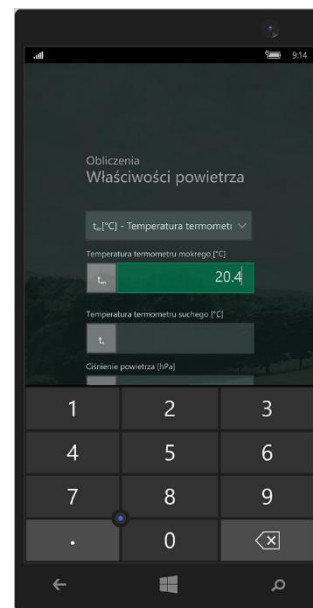 9:14
Obliczenia
Właściwości powietrza
tₘ[°C] - Temperatura termometı
Temperatura termometru mokrego [°C]
tₘ
20.4
Temperatura termometru suchego [°C]
tₛ
Ciśnienie powietrza [hPa]
1 2 3
4 5 6
7 8 9
. 0